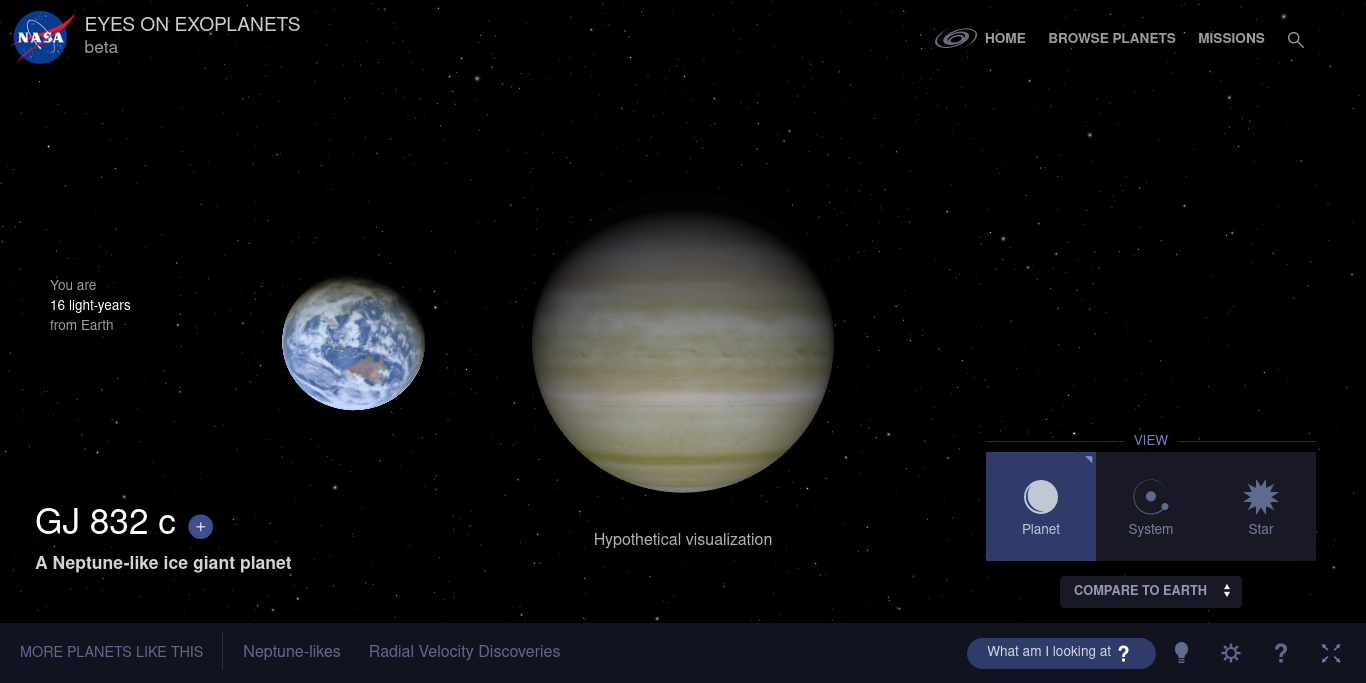 NASA
EYES ON EXOPLANETS
beta
HOME
BROWSE PLANETS
MISSIONS
You are
16 light-years
from Earth
GJ 832 c +
A Neptune-like ice giant planet
Hypothetical visualization
VIEW
Planet
System
Star
COMPARE TO EARTH
MORE PLANETS LIKE THIS
Neptune-likes
Radial Velocity Discoveries
What am I looking at ?
?